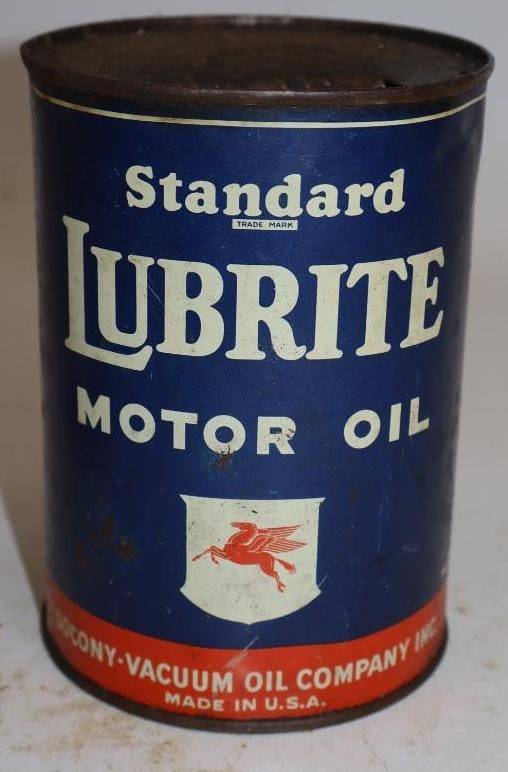 Standard
TRADE MARK
LUBRITE
MOTOR OIL
SOCONY-VACUUM OIL COMPANY INC.
MADE IN U.S.A.